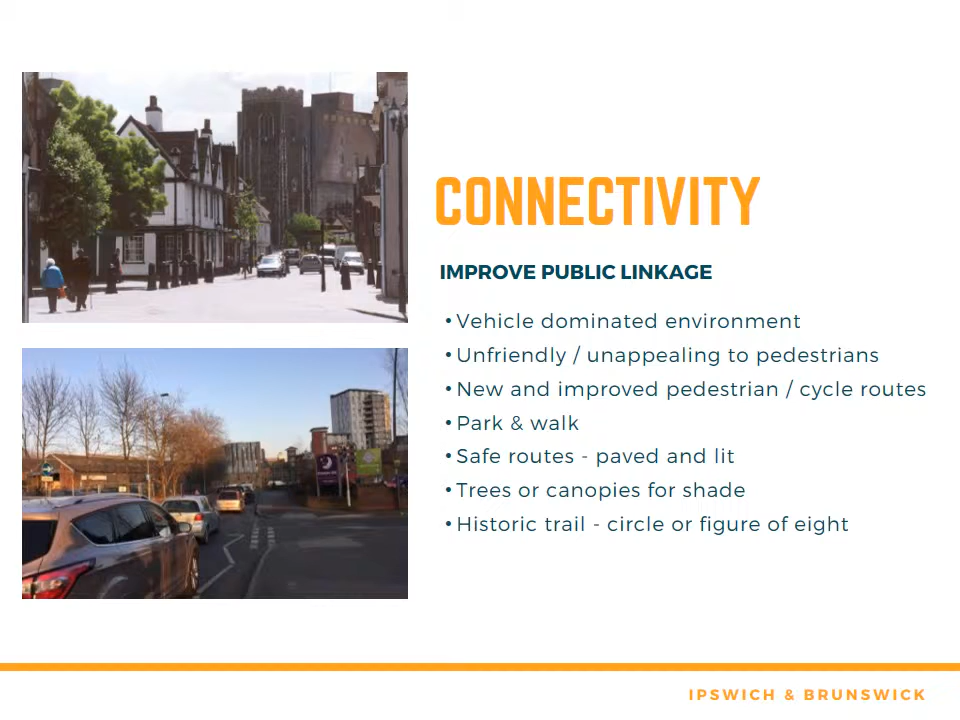 CONNECTIVITY
IMPROVE PUBLIC LINKAGE
• Vehicle dominated environment
• Unfriendly / unappealing to pedestrians
• New and improved pedestrian / cycle routes
• Park & walk
• Safe routes - paved and lit
• Trees or canopies for shade
• Historic trail - circle or figure of eight
IPSWICH & BRUNSWICK